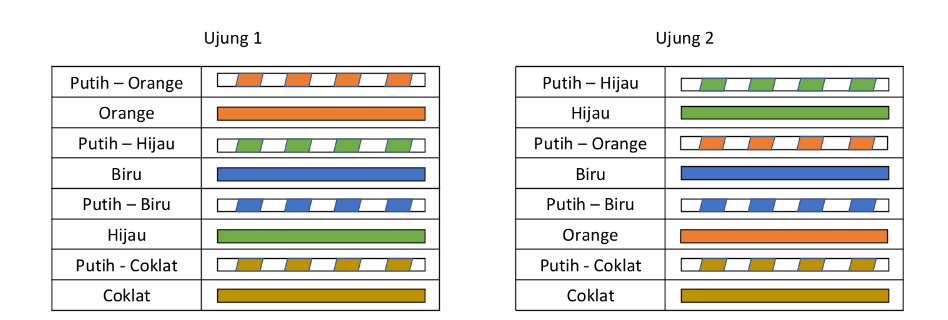 Ujung 1
Putih – Orange
Orange
Putih – Hijau
Biru
Putih – Biru
Hijau
Putih - Coklat
Coklat
Ujung 2
Putih – Hijau
Hijau
Putih – Orange
Biru
Putih – Biru
Orange
Putih - Coklat
Coklat